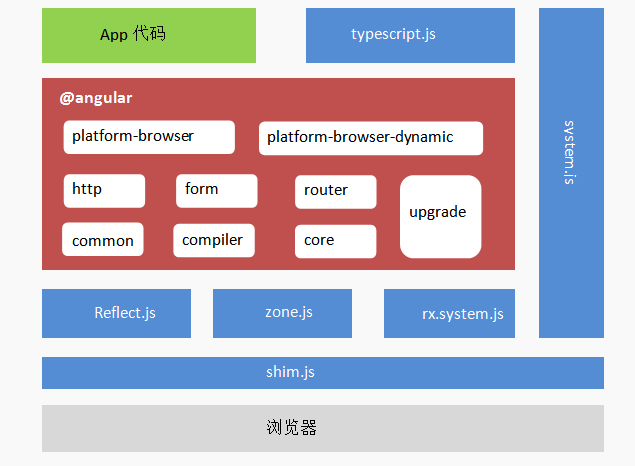 App 代码
typescript.js
system.js
@angular
platform-browser
platform-browser-dynamic
http
form
router
upgrade
common
compiler
core
Reflect.js
zone.js
rx.system.js
shim.js
浏览器